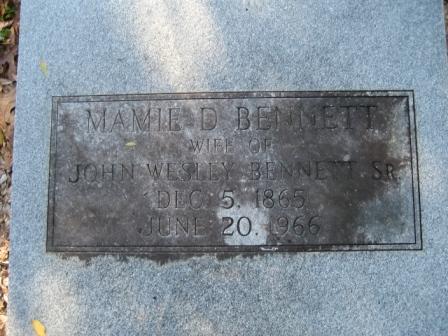 MAMIE D BENNETT
WIFE OF
JOHN WESLEY BENNETT SR
DEC 5, 1865
JUNE 20, 1966